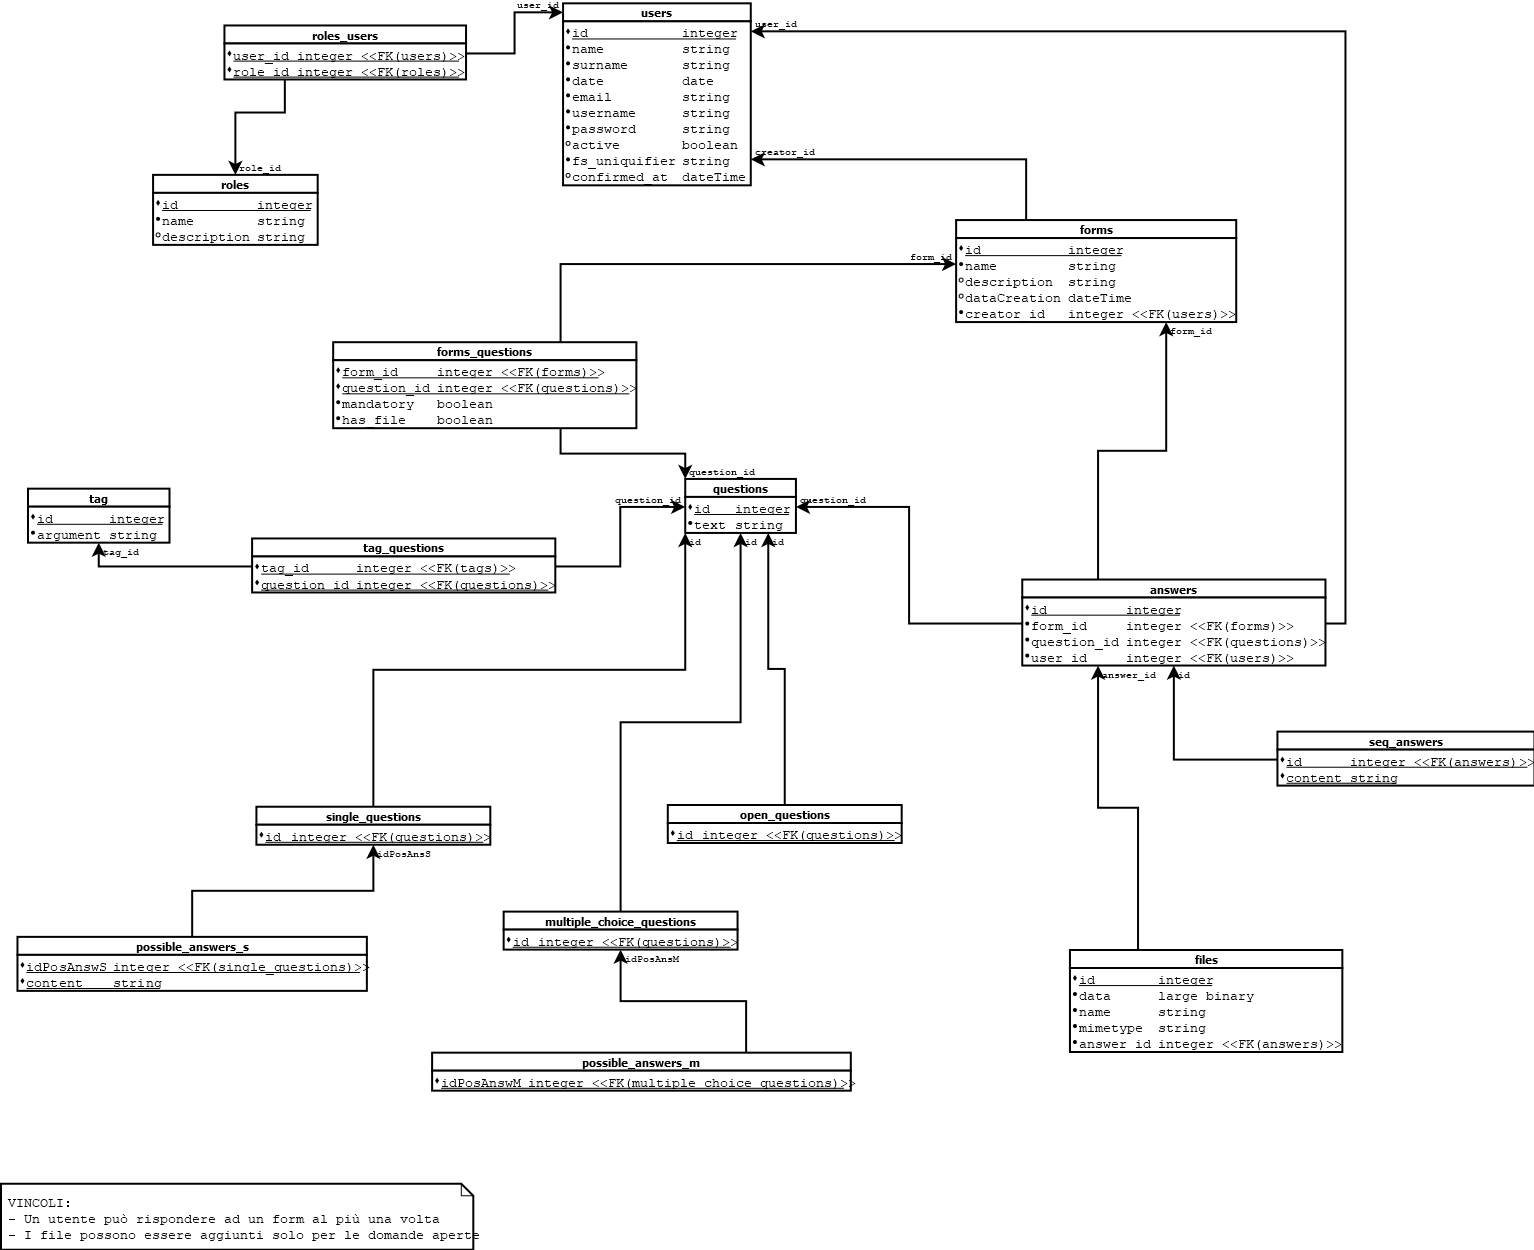 user_id
users
id integer
name string
surname string
date date
email string
username string
password string
active boolean
fs_uniquifier string
confirmed_at dateTime
user_id
creator_id
roles_users
user_id integer <<FK(users)>>
role_id integer <<FK(roles)>>
role_id
roles
id integer
name string
description string
forms
id integer
name string
description string
dataCreation dateTime
creator_id integer <<FK(users)>>
form_id
form_id
forms_questions
form_id integer <<FK(forms)>>
question_id integer <<FK(questions)>>
mandatory boolean
has_file boolean
question_id
questions
id integer
text string
question_id
question_id
id
id
id
tag
id integer
argument string
tag_id
tag_questions
tag_id integer <<FK(tags)>>
question_id integer <<FK(questions)>>
answers
id integer
form_id integer <<FK(forms)>>
question_id integer <<FK(questions)>>
user_id integer <<FK(users)>>
answer_id
id
seq_answers
id integer <<FK(answers)>>
content string
single_questions
id integer <<FK(questions)>>
idPosAnsS
open_questions
id integer <<FK(questions)>>
multiple_choice_questions
id integer <<FK(questions)>>
idPosAnsM
possible_answers_s
idPosAnswS integer <<FK(single_questions)>>
content string
files
id integer
data large binary
name string
mimetype string
answer_id integer <<FK(answers)>>
possible_answers_m
idPosAnswM integer <<FK(multiple_choice_questions)>>
VINCOLI:
- Un utente può rispondere ad un form al più una volta
- I file possono essere aggiunti solo per le domande aperte